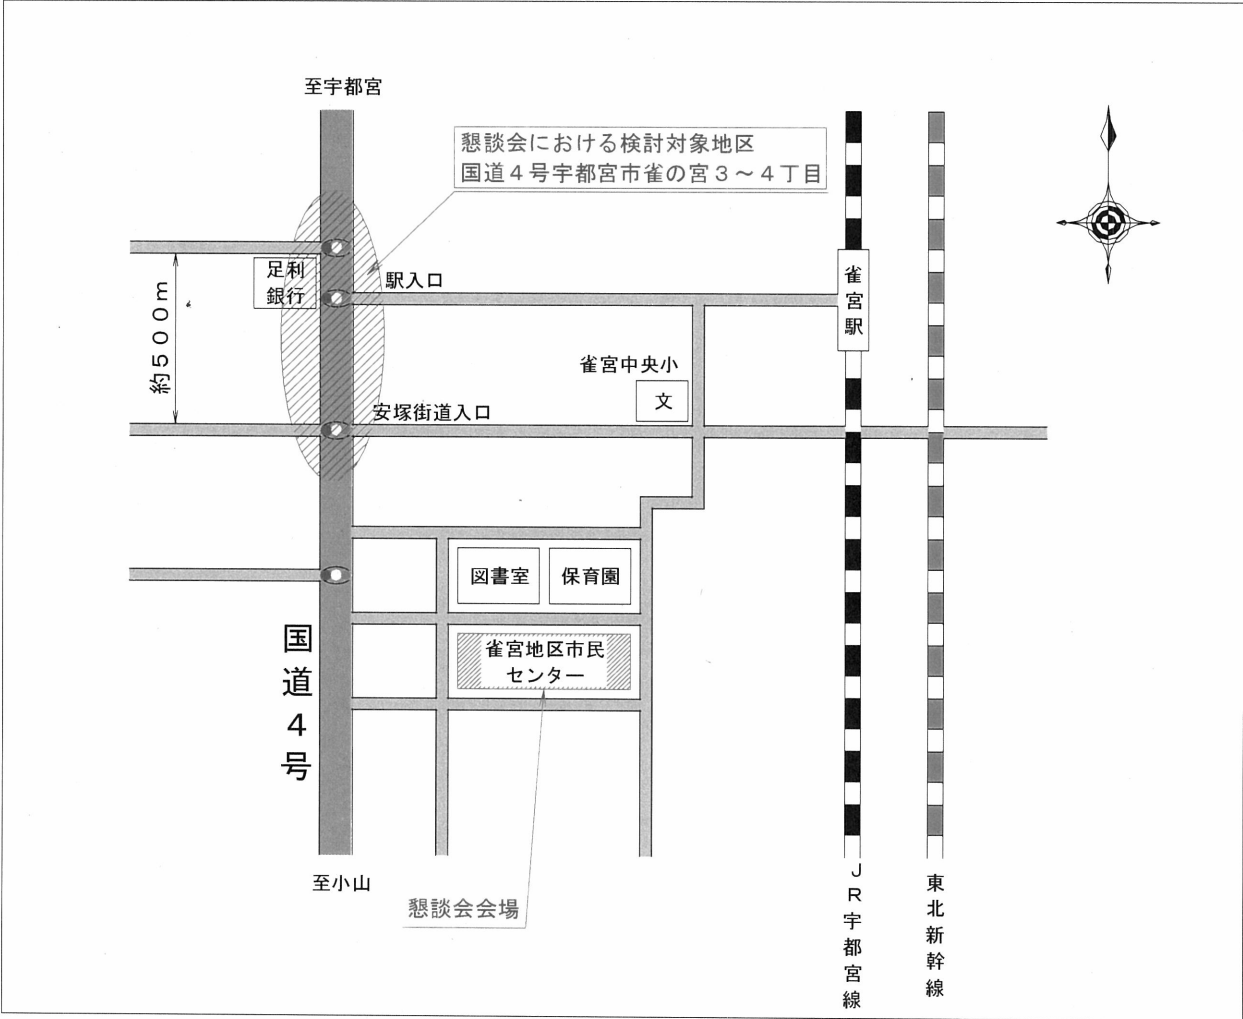 至宇都宮
懇談会における検討対象地区
国道４号宇都宮市雀の宮３～４丁目
足利
銀行
駅入口
雀宮駅
約５００ｍ
雀宮中央小
文
安塚街道入口
図書室
保育園
国道４号
雀宮地区市民
センター
至小山
懇談会会場
ＪＲ宇都宮線
東北新幹線